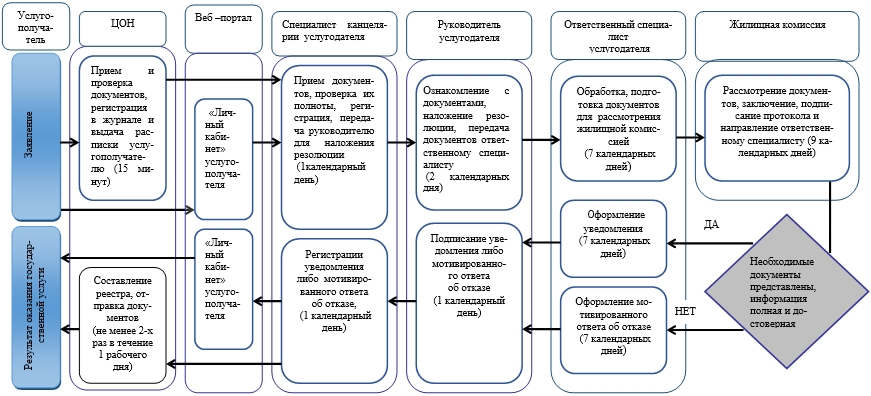 Услуго-
получа-
тель
ЦОН
Веб –портал
Специалист канцеля-
рии услугодателя
Руководитель
услугодателя
Ответственный специа-
лист
услугодателя
Жилищная комиссия
Заявление
Прием и
проверка
документов,
регистрация
в журнале и
выдача рас-
писки услу-
гополучате-
лю (15 ми-
нут)
«Лич-
ный
каби-
нет»
услуго-
получа-
теля
Прием докумен-
тов, проверка их
полноты, реги-
страция, переда-
ча руководителю
для наложения
резолюции
(1календарный
день)
Ознакомление с
документами,
наложение резо-
люции, передача
документов ответ-
ственному специ-
алисту
(2 календарных
дня)
Обработка, подго-
товка документов
для рассмотрения
жилищной комис-
сией
(7 календарных
дней)
Рассмотрение докумен-
тов, заключение, подпи-
сание протокола и
направление ответствен-
ному специалисту (9 ка-
лендарных дней)
Результат оказания государ-
ственной услуги
Составление
реестра, от-
правка доку-
ментов
(не менее 2-х
раз в течение
1 рабочего
дня)
«Лич-
ный
каби-
нет»
услуго-
получа-
теля
Регистрации
уведомления
либо мотивиро-
ванного ответа
об отказе,
(1 календарный
день)
Подписание уве-
домления либо
мотивированного
ответа
об отказе
(1 календарный
день)
Оформление
уведомления
(7 календарных
дней)
ДА
Оформление мо-
тивированного
ответа об отказе
(7 календарных
дней)
НЕТ
Необходимые
документы
представлены,
информация
полная и до-
стоверная